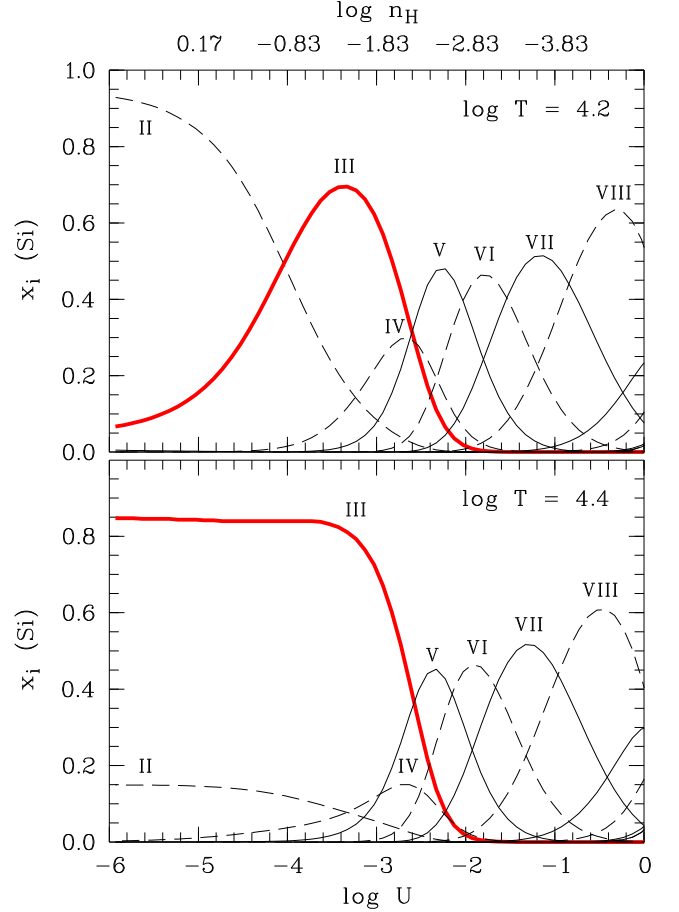 log n_H
0.17 −0.83 −1.83 −2.83 −3.83
1.0
0.8
0.6
0.4
0.2
0.0
x_i (Si)
log T = 4.2
II
III
IV
V
VI
VII
VIII
0.8
0.6
0.4
0.2
0.0
x_i (Si)
log T = 4.4
III
II
IV
V
VI
VII
VIII
−6 −5 −4 −3 −2 −1 0
log U